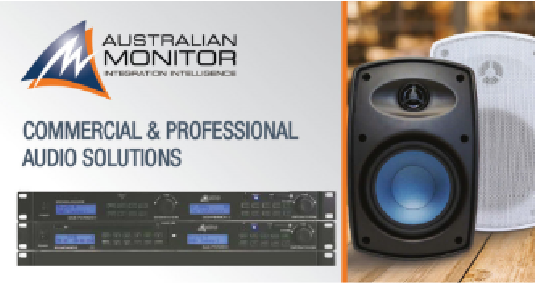 AUSTRALIAN
MONITOR
INTEGRATION INTELLIGENCE
COMMERCIAL & PROFESSIONAL
AUDIO SOLUTIONS